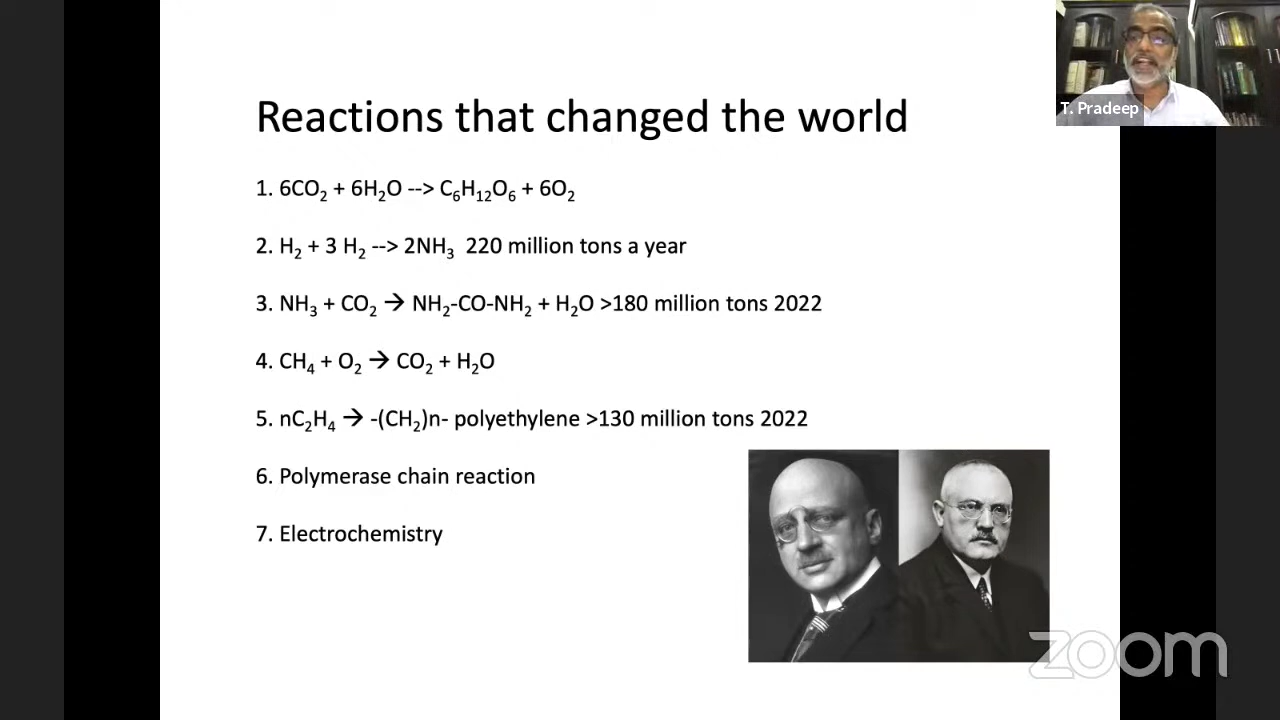 T. Pradeep
Reactions that changed the world
1. 6CO₂ + 6H₂O --> C₆H₁₂O₆ + 6O₂
2. H₂ + 3 H₂ --> 2NH₃ 220 million tons a year
3. NH₃ + CO₂ → NH₂-CO-NH₂ + H₂O >180 million tons 2022
4. CH₄ + O₂ → CO₂ + H₂O
5. nC₂H₄ → -(CH₂)n- polyethylene >130 million tons 2022
6. Polymerase chain reaction
7. Electrochemistry
zoom